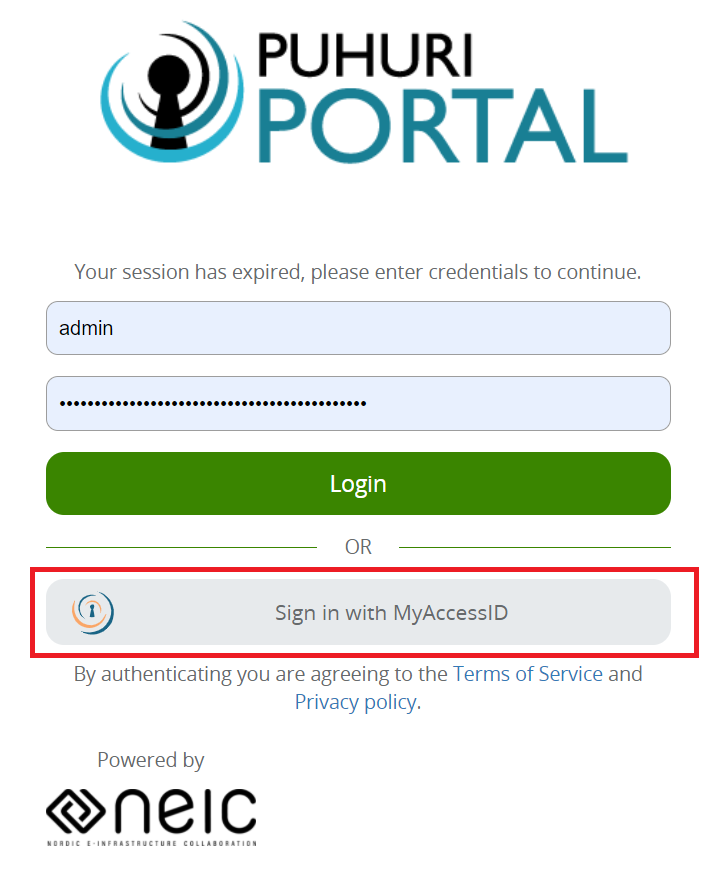 PUHURI
PORTAL
Your session has expired, please enter credentials to continue.
admin
••••••••••••••••••••••••••••••••••••••••••••
Login
OR
Sign in with MyAccessID
By authenticating you are agreeing to the Terms of Service and
Privacy policy.
Powered by
neic
NORDIC E-INFRASTRUCTURE COLLABORATION